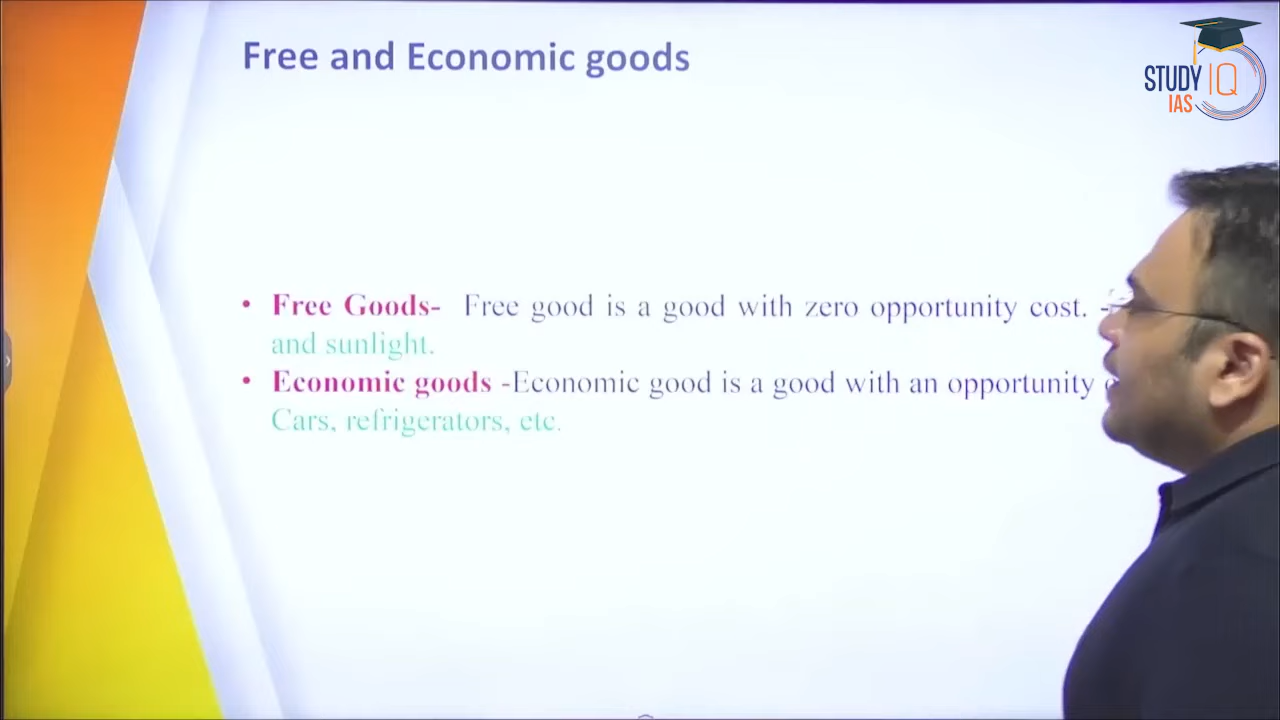 Free and Economic goods
STUDY IQ
IAS
• Free Goods- Free good is a good with zero opportunity cost. -
and sunlight.
• Economic goods -Economic good is a good with an opportunity
Cars, refrigerators, etc.